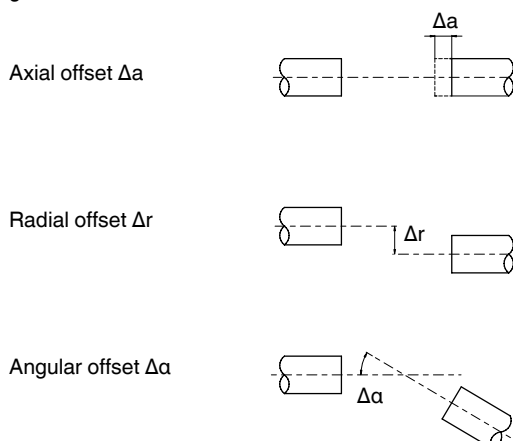 Δa
Axial offset Δa
Radial offset Δr
Δr
Angular offset Δα
Δα